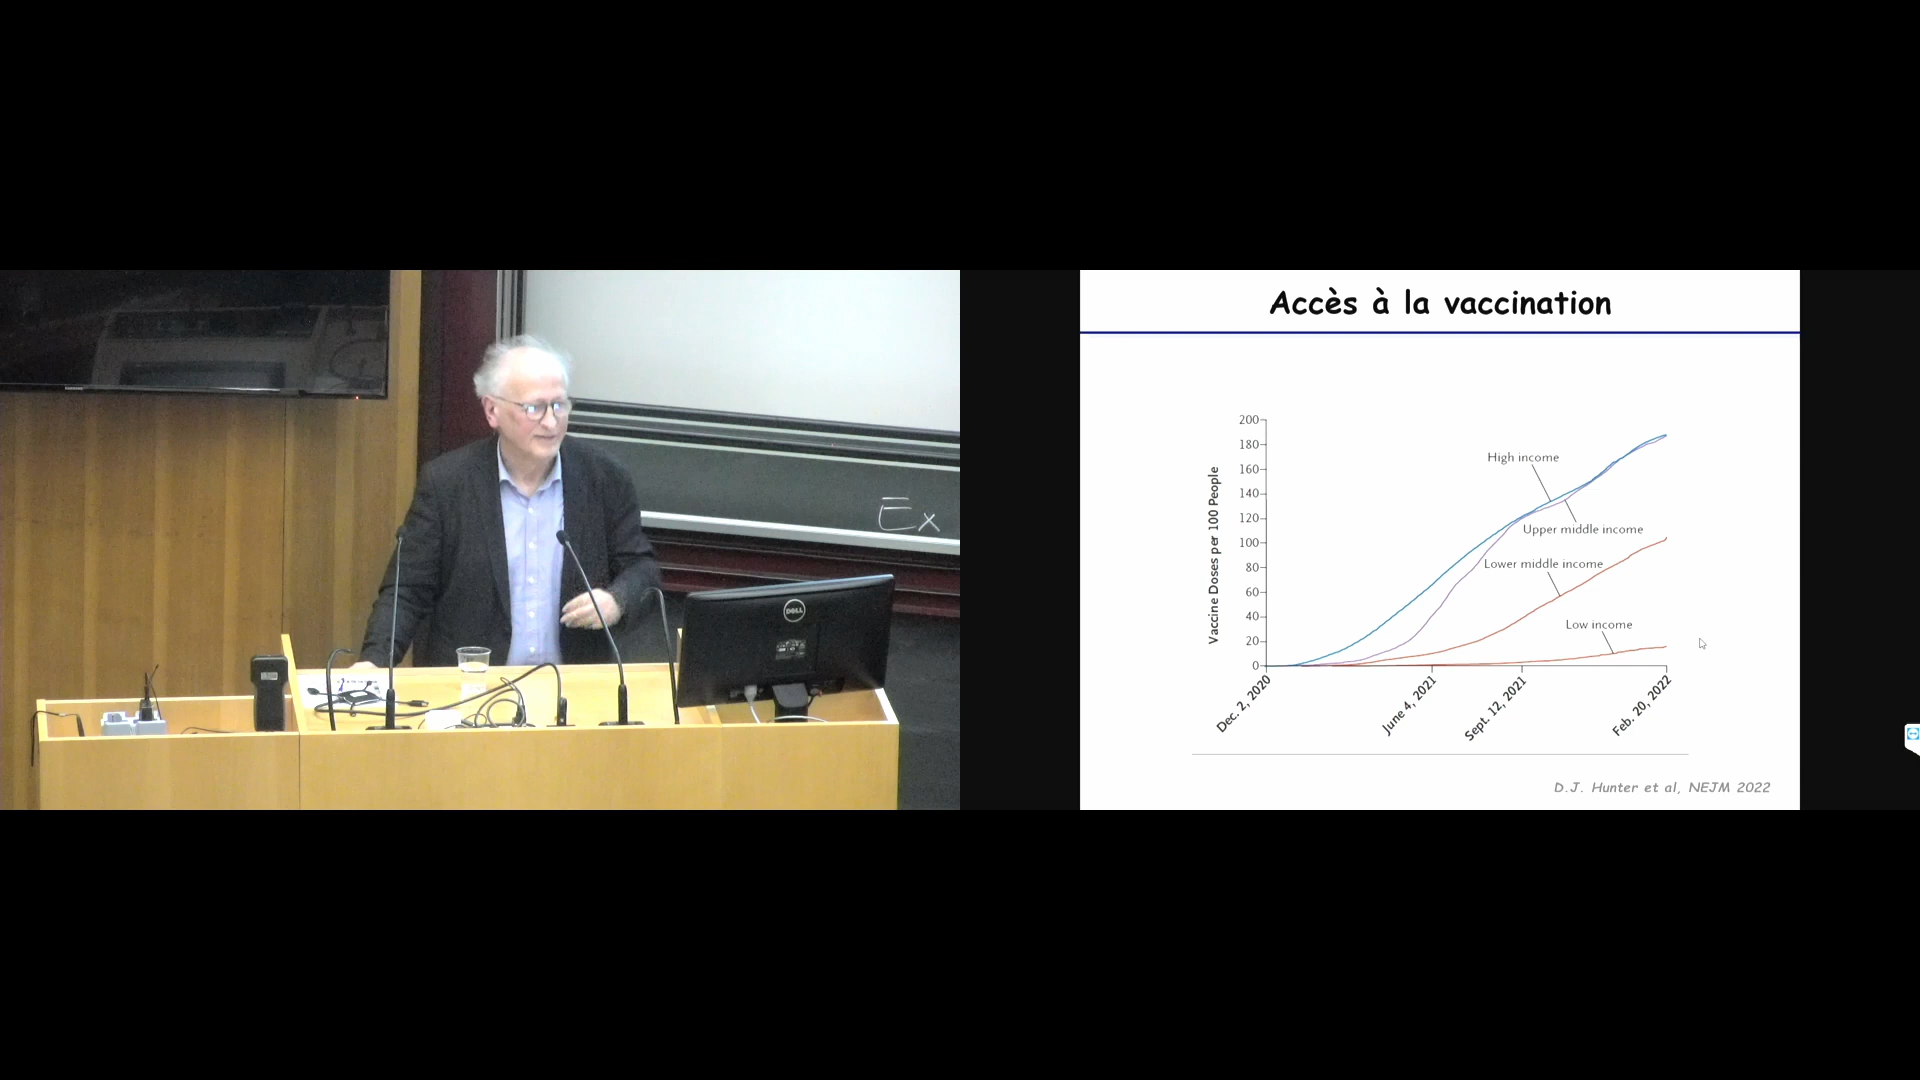 Ex
DELL
Accès à la vaccination
Vaccine Doses per 100 People
200
180
160
140
120
100
80
60
40
20
0
High income
Upper middle income
Lower middle income
Low income
Dec. 2, 2020
June 4, 2021
Sept. 12, 2021
Feb. 20, 2022
D.J. Hunter et al, NEJM 2022